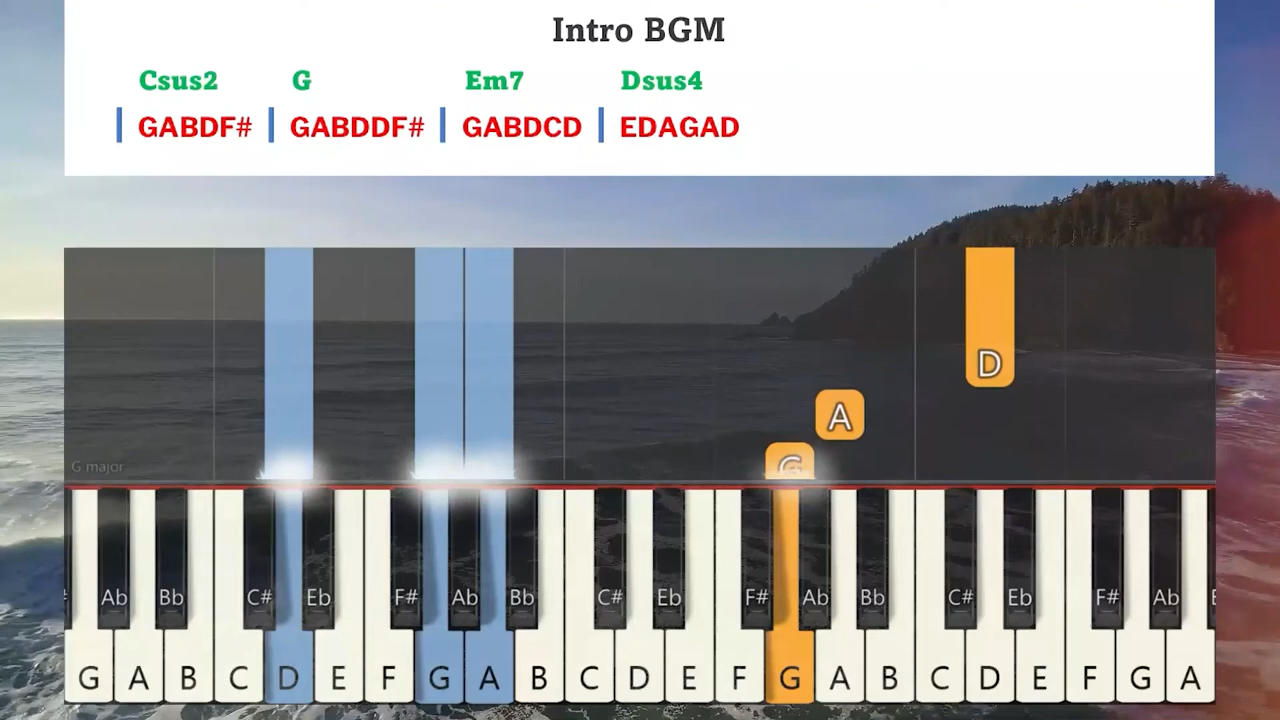 Intro BGM
Csus2 G Em7 Dsus4
| GABDF# | GABDDF# | GABDCD | EDAGAD
D
A
G
G major
Ab Bb C# Eb F# Ab Bb C# Eb F# Ab Bb C# Eb F# Ab
G A B C D E F G A B C D E F G A B C D E F G A